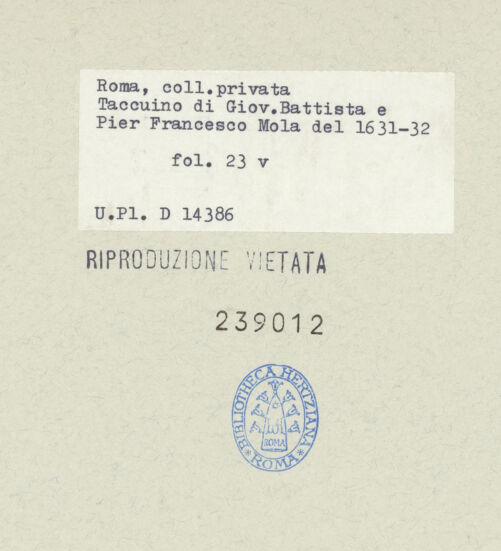 Roma, coll.privata
Taccuino di Giov.Battista e
Pier Francesco Mola del 1631-32
fol. 23 v
U.Pl. D 14386
RIPRODUZIONE VIETATA
239012
BIBLIOTHECA HERTZIANA
ROMA
*ROMA*